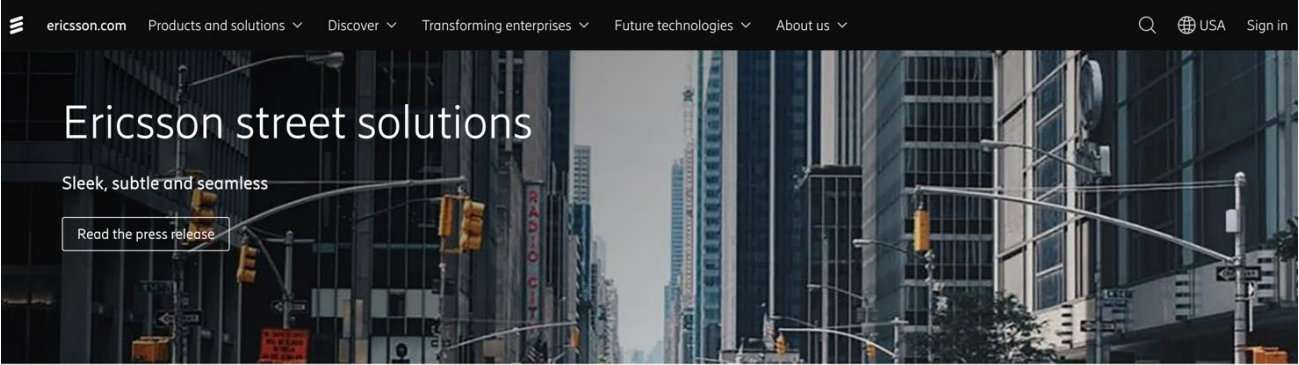 ericsson.com Products and solutions Discover Transforming enterprises Future technologies About us USA Sign in
Ericsson street solutions
Sleek, subtle and seamless
Read the press release
RADIO CIT